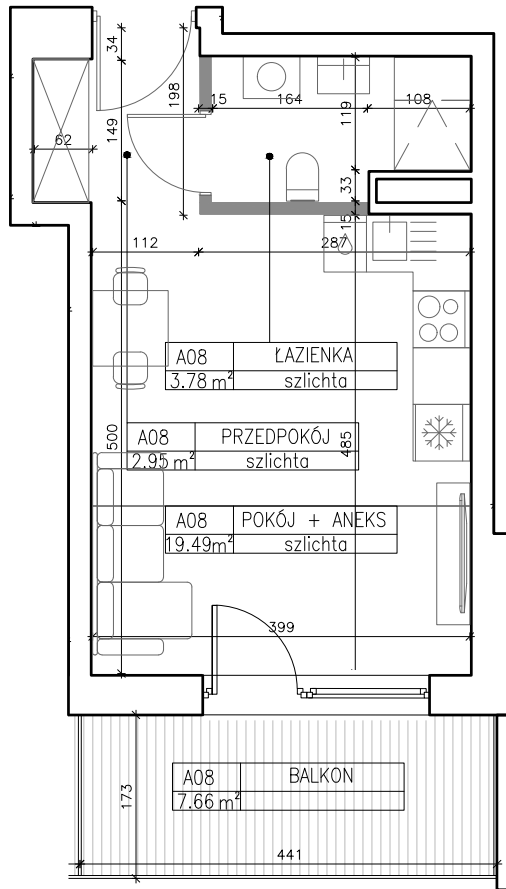 34
198
15 164 108
119
149
62
33
15
112 287
A08 ŁAZIENKA
3.78 m² szlichta
500
485
A08 PRZEDPOKÓJ
2.95 m² szlichta
A08 POKÓJ + ANEKS
19.49m² szlichta
399
A08 BALKON
7.66 m²
173
441